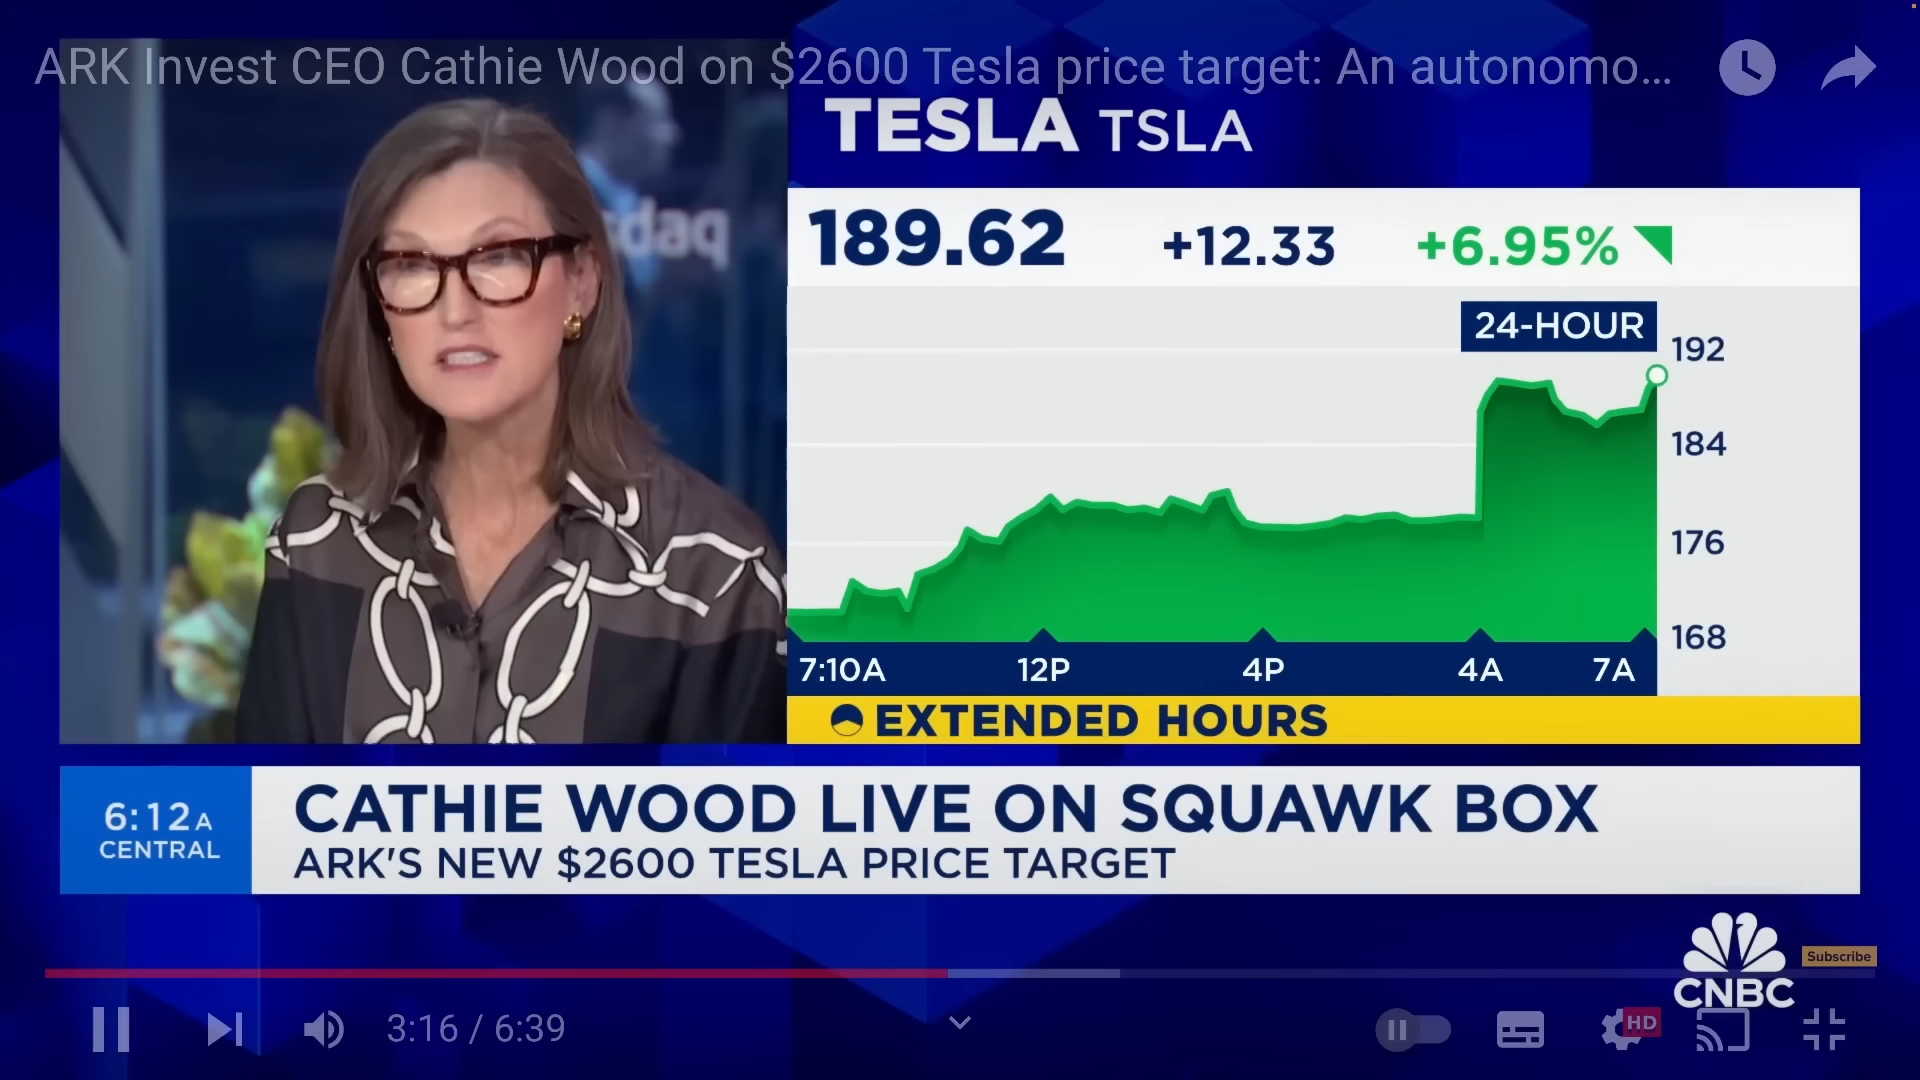 ARK Invest CEO Cathie Wood on $2600 Tesla price target: An autonomo...
TESLA TSLA
daq
189.62 +12.33 +6.95%
24-HOUR
192
184
176
168
7:10A 12P 4P 4A 7A
EXTENDED HOURS
6:12A
CENTRAL
CATHIE WOOD LIVE ON SQUAWK BOX
ARK'S NEW $2600 TESLA PRICE TARGET
Subscribe
CNBC
3:16 / 6:39
HD